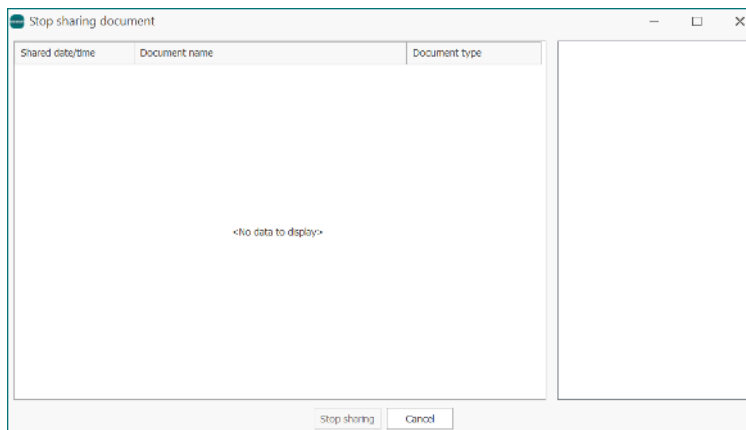 Stop sharing document
Shared date/time Document name Document type
<No data to display>
Stop sharing Cancel